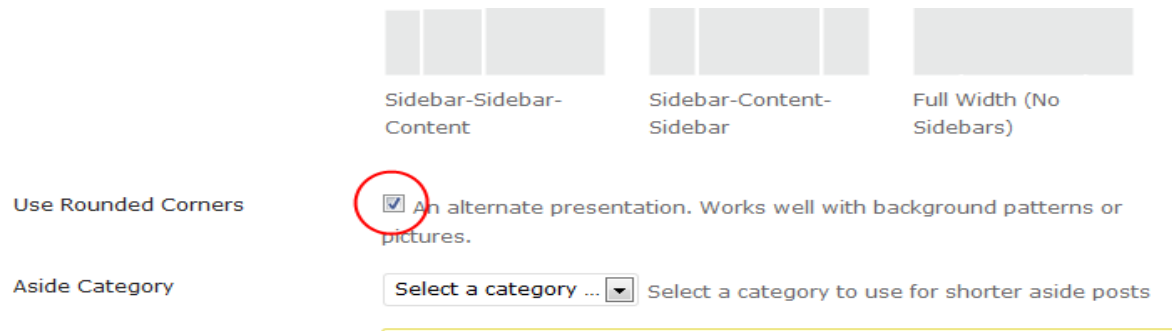 Sidebar-Sidebar-
Content
Sidebar-Content-
Sidebar
Full Width (No
Sidebars)
Use Rounded Corners
An alternate presentation. Works well with background patterns or
pictures.
Aside Category
Select a category ...
Select a category to use for shorter aside posts